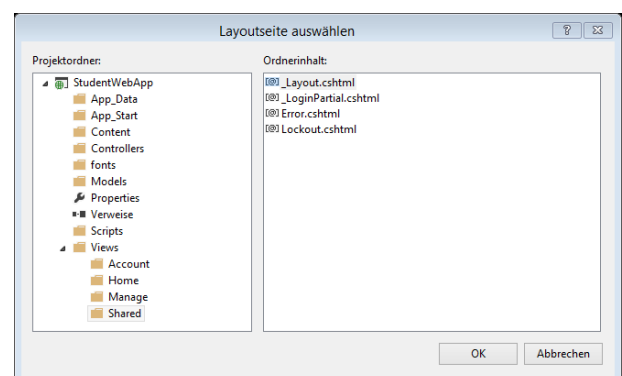 Layoutseite auswählen
Projektordner:
StudentWebApp
App_Data
App_Start
Content
Controllers
fonts
Models
Properties
Verweise
Scripts
Views
Account
Home
Manage
Shared
Ordnerinhalt:
_Layout.cshtml
_LoginPartial.cshtml
Error.cshtml
Lockout.cshtml
OK
Abbrechen